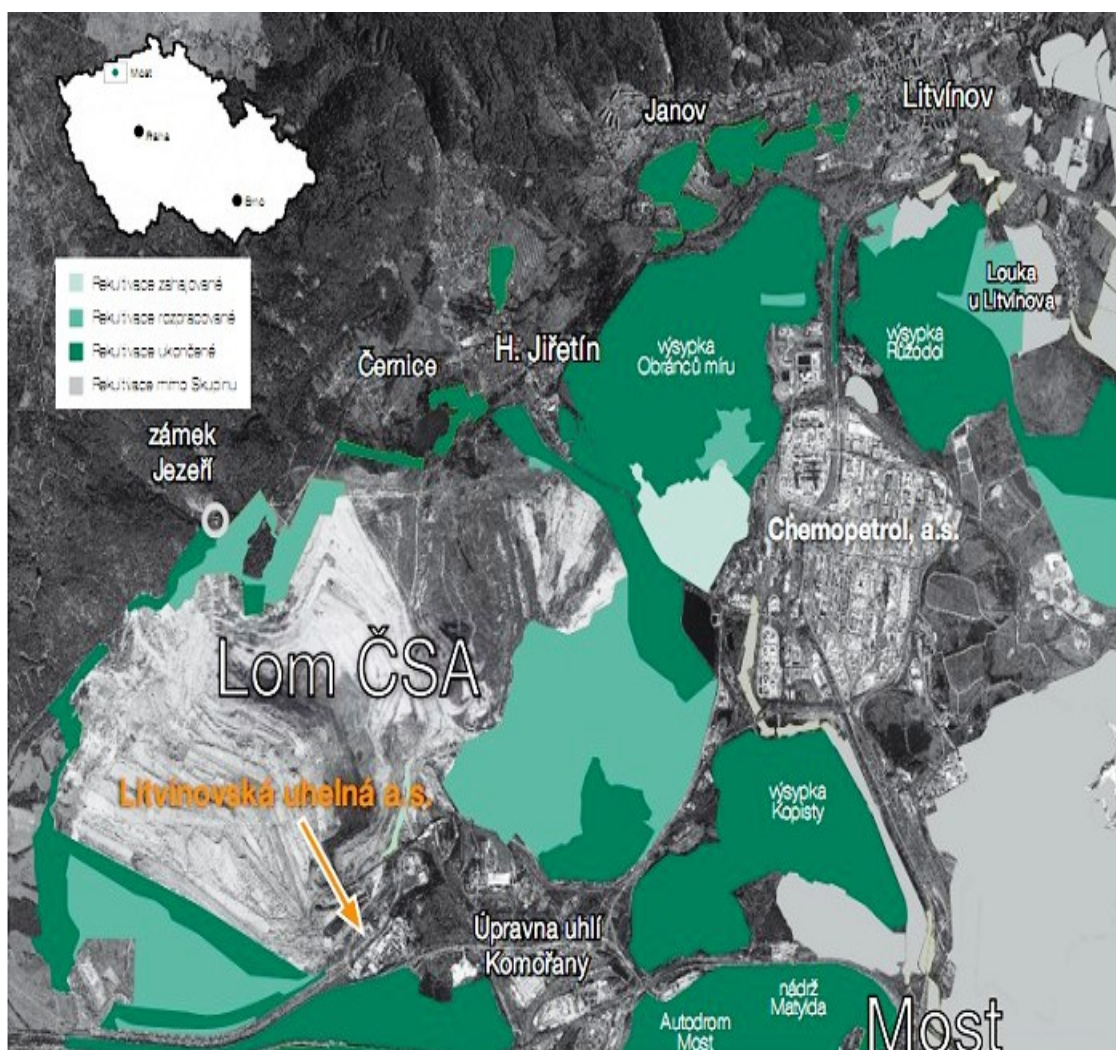 Most
Praha
Brno
Rekultivace zahajované
Rekultivace rozpracované
Rekultivace ukončené
Rekultivace mimo Skupinu
Janov
Litvínov
Louka
u Litvínova
H. Jiřetín
výsypka
Obránců míru
výsypka
Růžodol
Černice
zámek
Jezeří
Chemopetrol, a.s.
Lom ČSA
Litvínovská uhelná a.s.
výsypka
Kopisty
Úpravna uhlí
Komořany
nádrž
Matylda
Autodrom
Most
Most